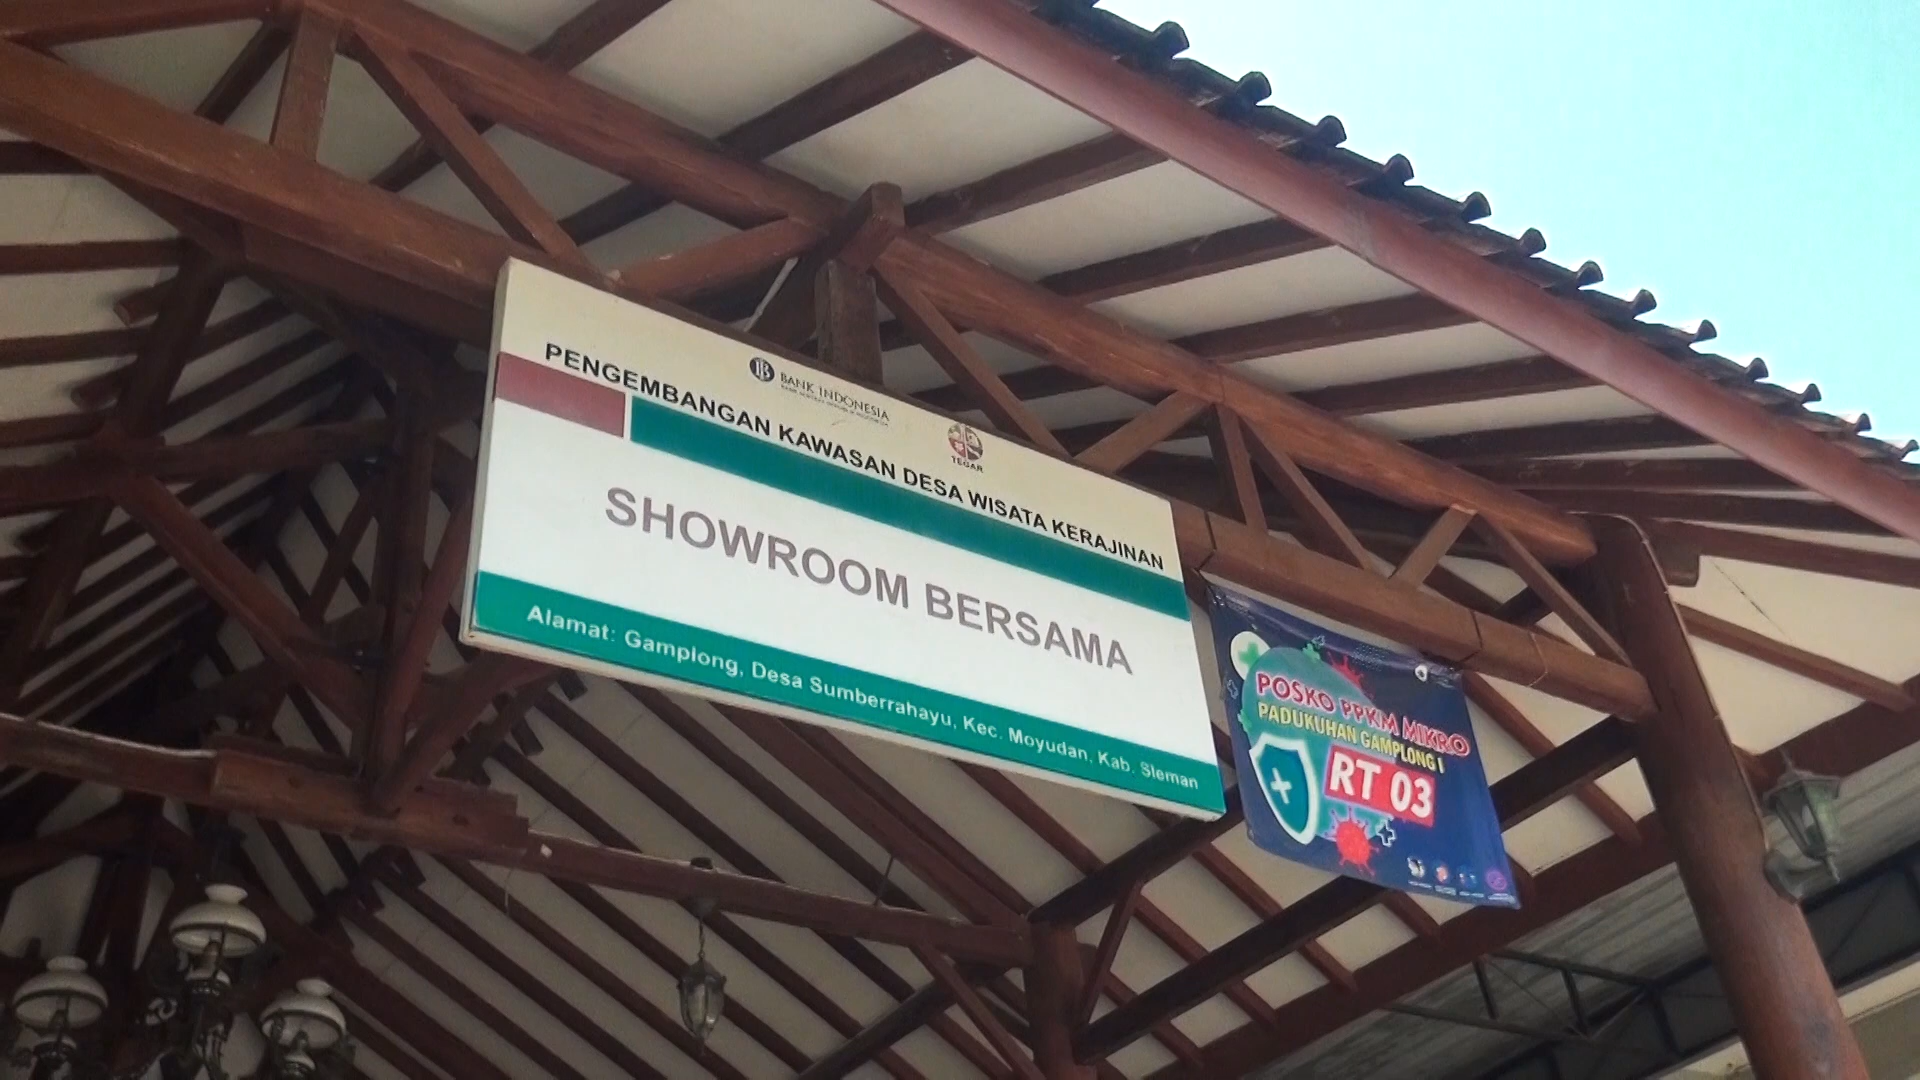 BANK INDONESIA
TEGAR
PENGEMBANGAN KAWASAN DESA WISATA KERAJINAN
SHOWROOM BERSAMA
Alamat: Gamplong, Desa Sumberrahayu, Kec. Moyudan, Kab. Sleman
POSKO PPKM MIKRO
PADUKUHAN GAMPLONG I
RT 03